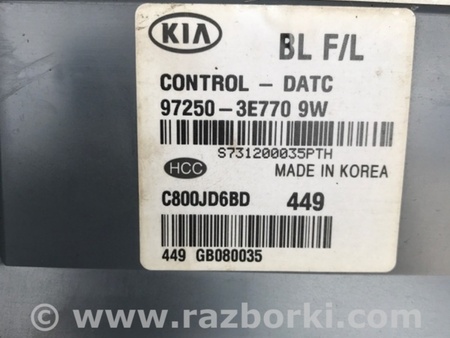 KIA BL F/L
CONTROL - DATC
97250-3E770 9W
S731200035PTH
HCC MADE IN KOREA
C800JD6BD 449
449 GB080035
© www.razborki.com